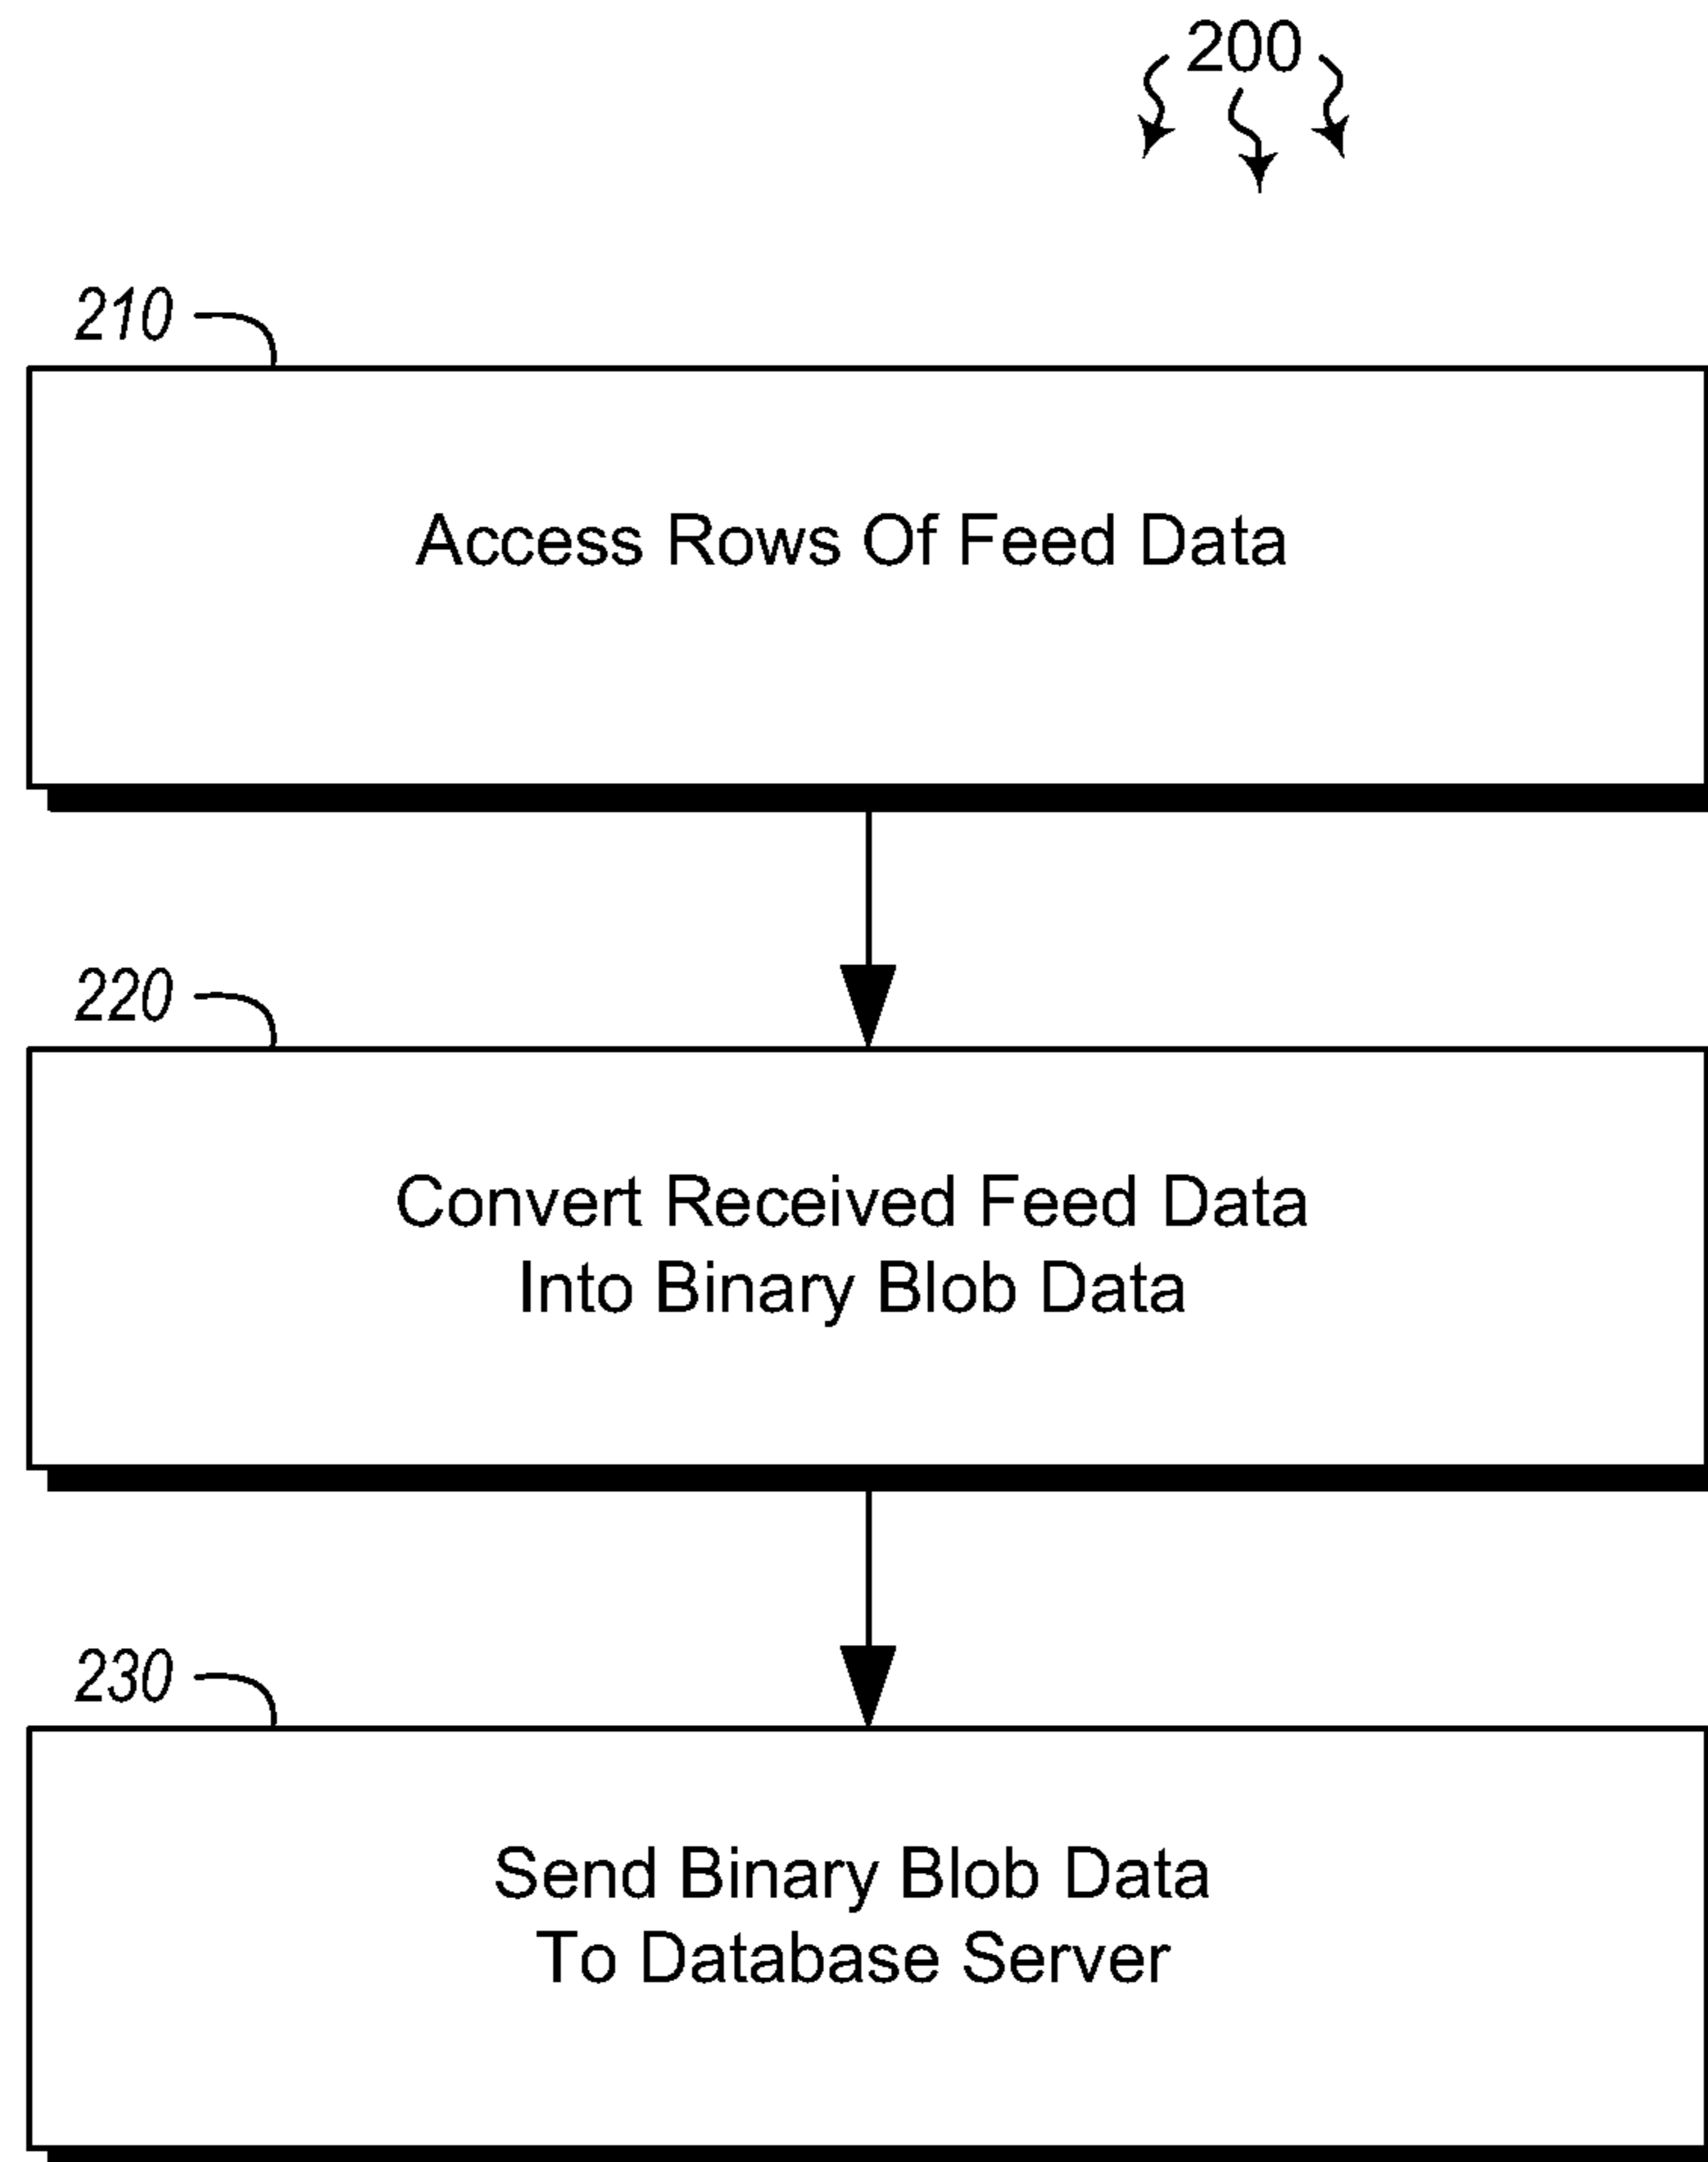 200
210
Access Rows Of Feed Data
220
Convert Received Feed Data
Into Binary Blob Data
230
Send Binary Blob Data
To Database Server